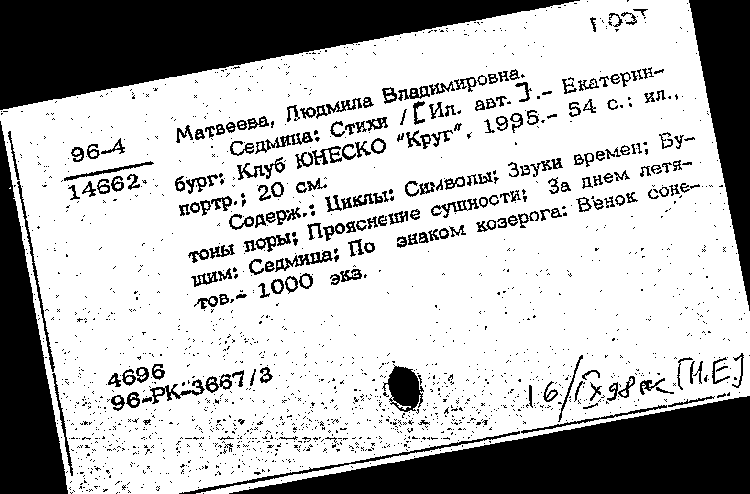 96-4
14662.
Матвеева, Людмила Владимировна.
Седмица: Стихи / [Ил. авт.].- Екатерин-
бург: Клуб ЮНЕСКО "Круг", 1995.- 54 с.: ил.,
портр.; 20 см.
Содерж.: Циклы: Символы; Звуки времен; Бу-
тоны поры; Прояснение сущности; За днем летя-
щим: Седмица; По знаком козерога: Венок соне-
тов.- 1000 экз.
4696
96-РК-3667/3
16/IX98 [Н.Е]